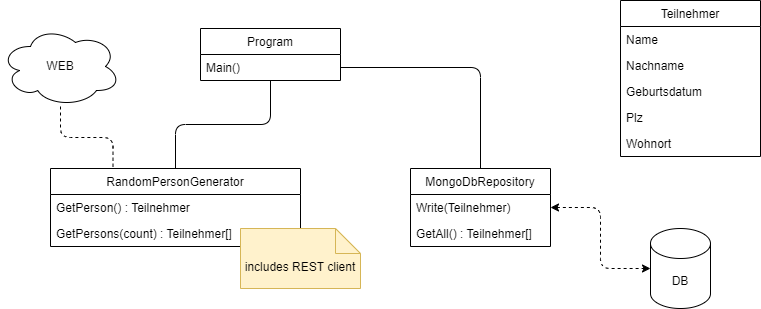 WEB
Program
Main()
Teilnehmer
Name
Nachname
Geburtsdatum
Plz
Wohnort
RandomPersonGenerator
GetPerson() : Teilnehmer
GetPersons(count) : Teilnehmer[]
includes REST client
MongoDbRepository
Write(Teilnehmer)
GetAll() : Teilnehmer[]
DB